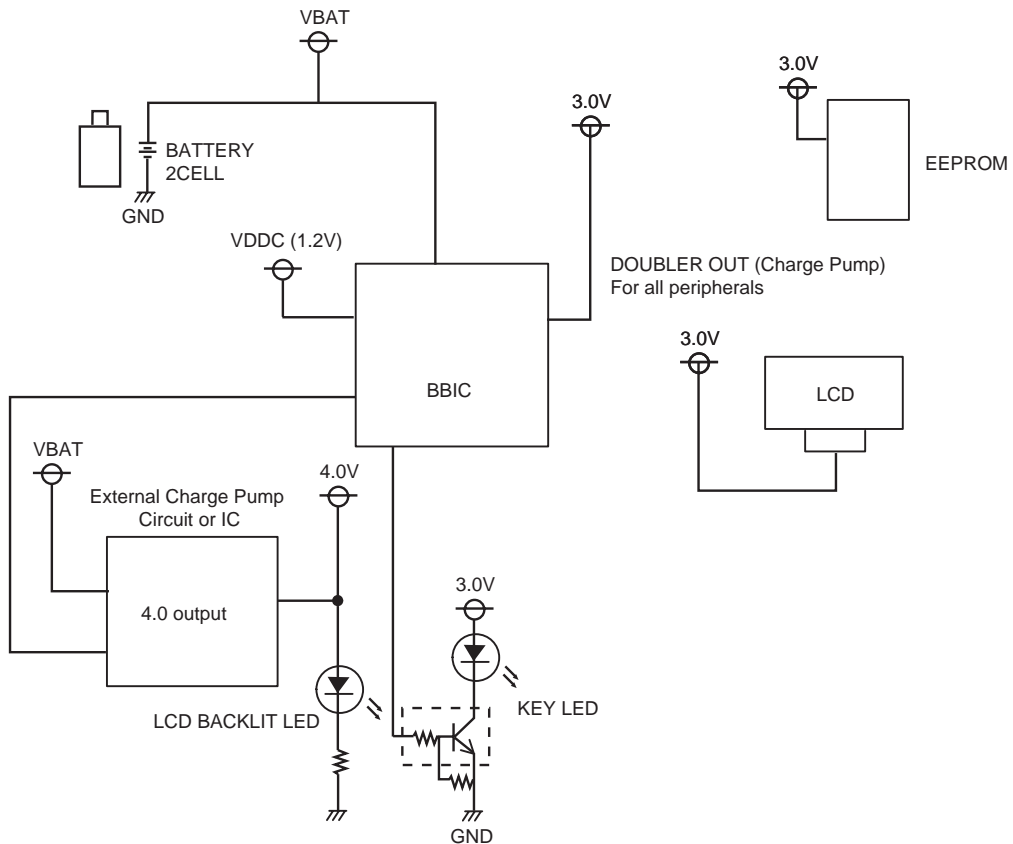 VBAT
3.0V
3.0V
BATTERY
2CELL
GND
EEPROM
VDDC (1.2V)
DOUBLER OUT (Charge Pump)
For all peripherals
3.0V
BBIC
LCD
VBAT
4.0V
External Charge Pump
Circuit or IC
3.0V
4.0 output
LCD BACKLIT LED
KEY LED
GND